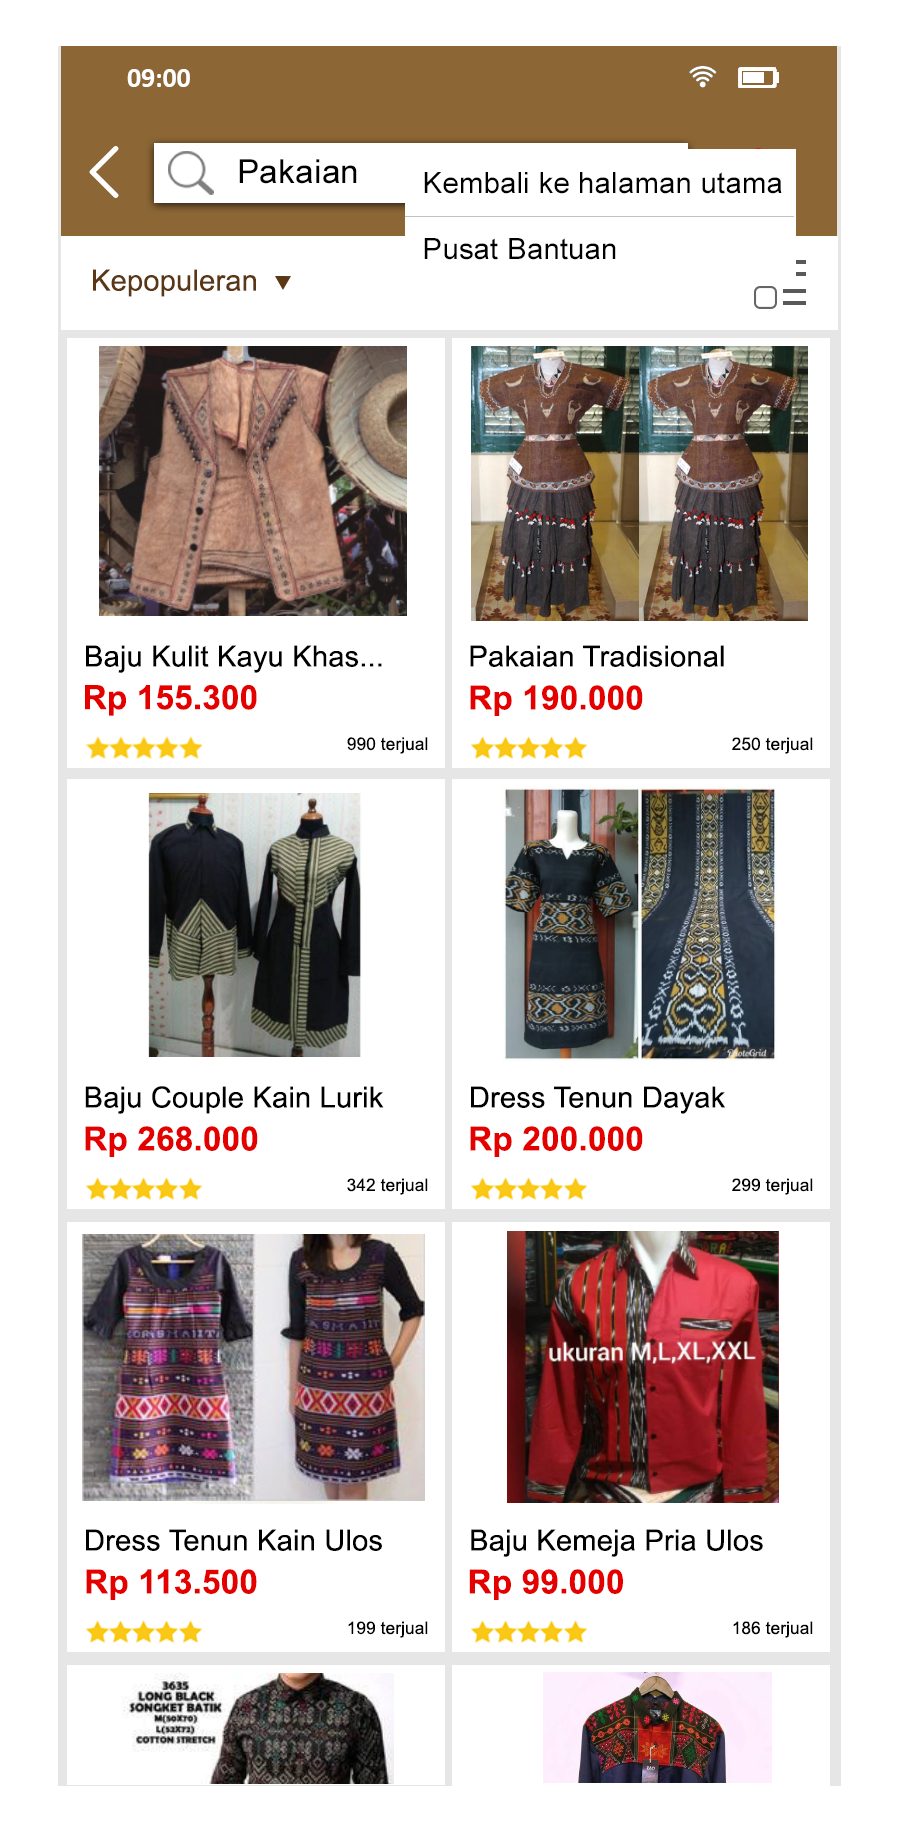 09:00
Pakaian
Kembali ke halaman utama
Pusat Bantuan
Kepopuleran ▼
Baju Kulit Kayu Khas...
Rp 155.300
990 terjual
Pakaian Tradisional
Rp 190.000
250 terjual
Baju Couple Kain Lurik
Rp 268.000
342 terjual
PhotoGrid
Dress Tenun Dayak
Rp 200.000
299 terjual
Dress Tenun Kain Ulos
Rp 113.500
199 terjual
ukuran M,L,XL,XXL
Baju Kemeja Pria Ulos
Rp 99.000
186 terjual
3635
LONG BLACK
SONGKET BATIK
M(50X70)
L(52X72)
COTTON STRETCH